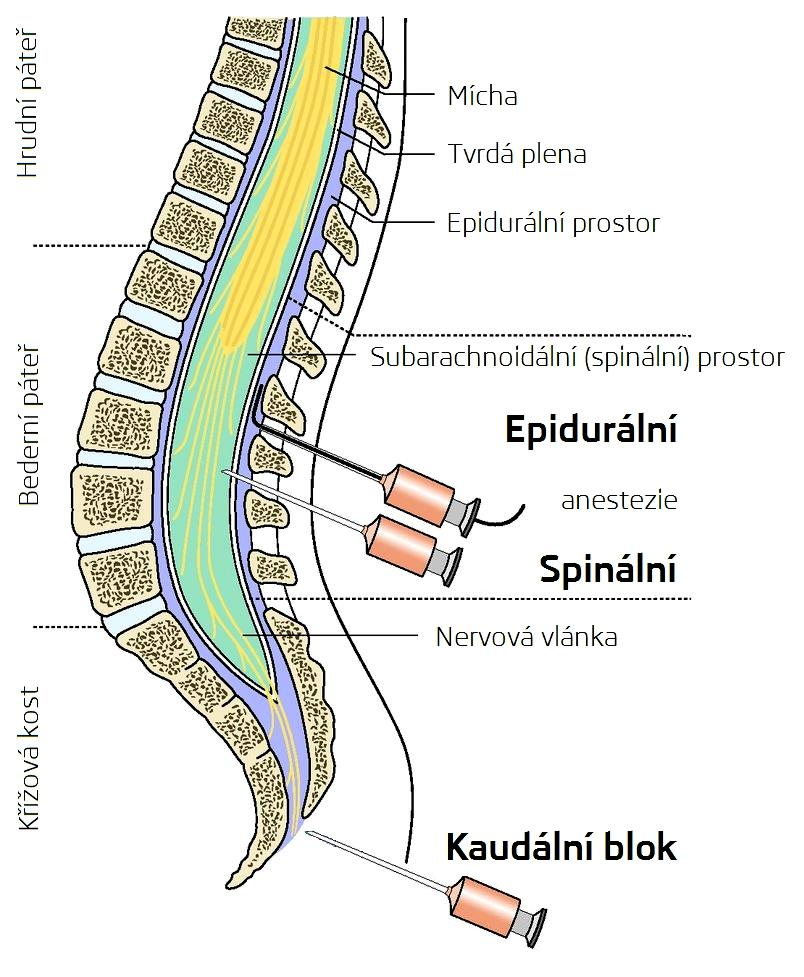 Hrudní páteř
Mícha
Tvrdá plena
Epidurální prostor
Bederní páteř
Subarachnoidální (spinální) prostor
Epidurální
anestezie
Spinální
Nervová vlánka
Křížová kost
Kaudální blok